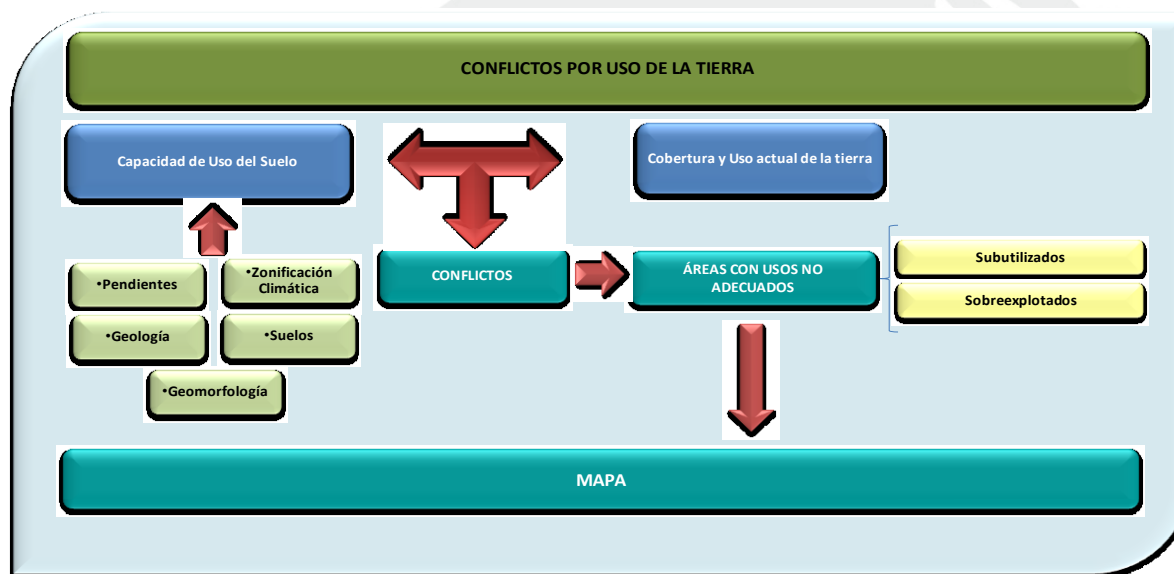 CONFLICTOS POR USO DE LA TIERRA
Capacidad de Uso del Suelo
Cobertura y Uso actual de la tierra
•Pendientes
•Zonificación
Climática
•Geología
•Suelos
•Geomorfología
CONFLICTOS
ÁREAS CON USOS NO
ADECUADOS
Subutilizados
Sobreexplotados
MAPA